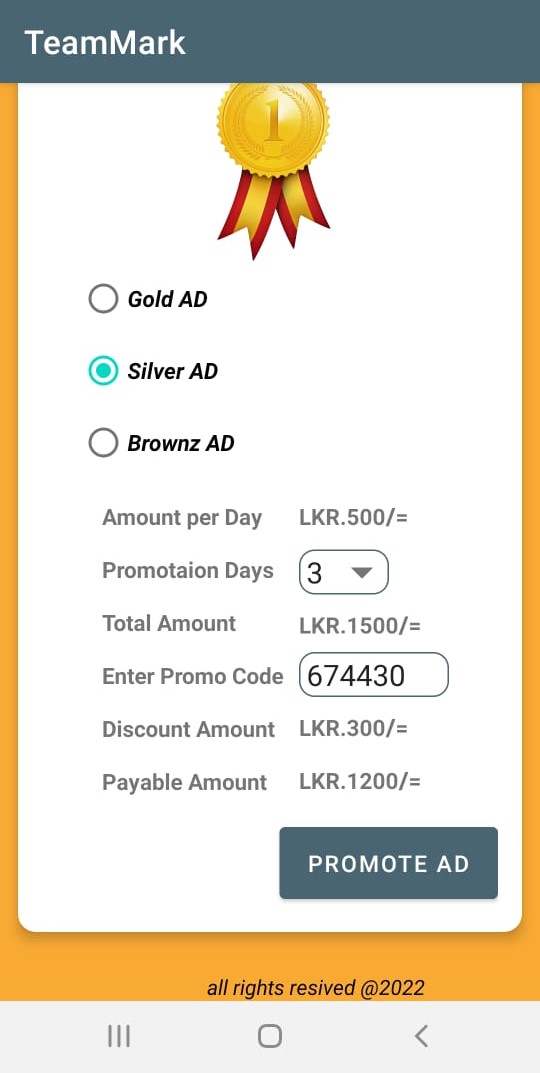 TeamMark
1
Gold AD
Silver AD
Brownz AD
Amount per Day LKR.500/=
Promotaion Days 3
Total Amount LKR.1500/=
Enter Promo Code 674430
Discount Amount LKR.300/=
Payable Amount LKR.1200/=
PROMOTE AD
all rights resived @2022